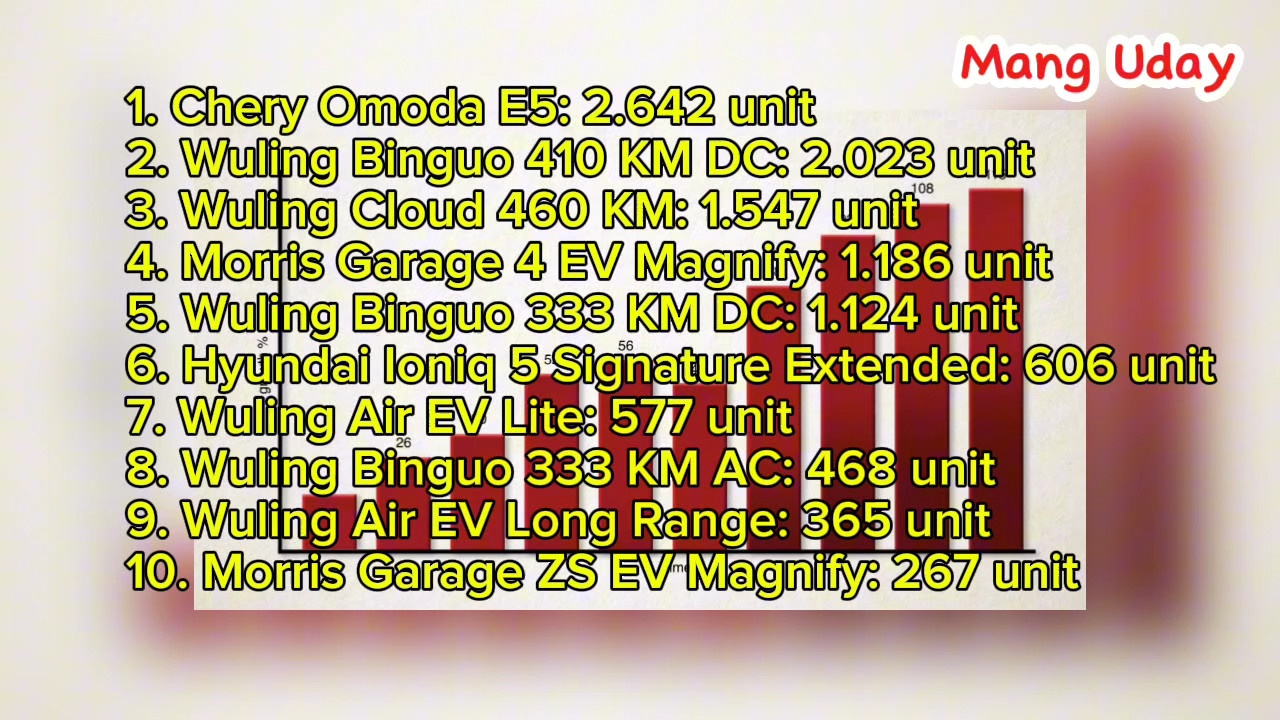 Mang Uday
1. Chery Omoda E5: 2.642 unit
2. Wuling Binguo 410 KM DC: 2.023 unit
3. Wuling Cloud 460 KM: 1.547 unit
108
4. Morris Garage 4 EV Magnify: 1.186 unit
5. Wuling Binguo 333 KM DC: 1.124 unit
%
56
6. Hyundai Ioniq 5 Signature Extended: 606 unit
7. Wuling Air EV Lite: 577 unit
26
8. Wuling Binguo 333 KM AC: 468 unit
9. Wuling Air EV Long Range: 365 unit
10. Morris Garage ZS EV Magnify: 267 unit